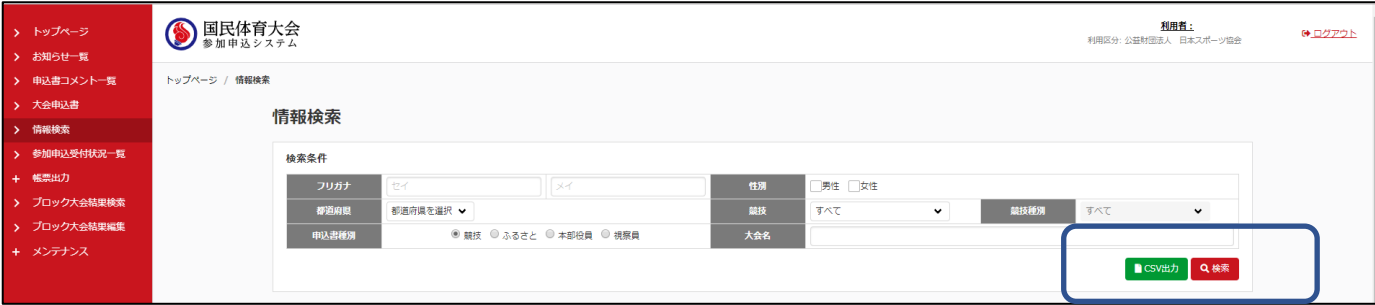 トップページ
お知らせ一覧
申込書コメント一覧
大会申込書
情報検索
参加申込受付状況一覧
帳票出力
ブロック大会結果検索
ブロック大会結果編集
メンテナンス
国民体育大会
参加申込システム
利用者：
利用区分: 公益財団法人 日本スポーツ協会
ログアウト
トップページ / 情報検索
情報検索
検索条件
フリガナ セイ メイ 性別 男性 女性
都道府県 都道府県を選択 競技 すべて 競技種別 すべて
申込書種別 競技 ふるさと 本部役員 視察員 大会名
CSV出力 検索